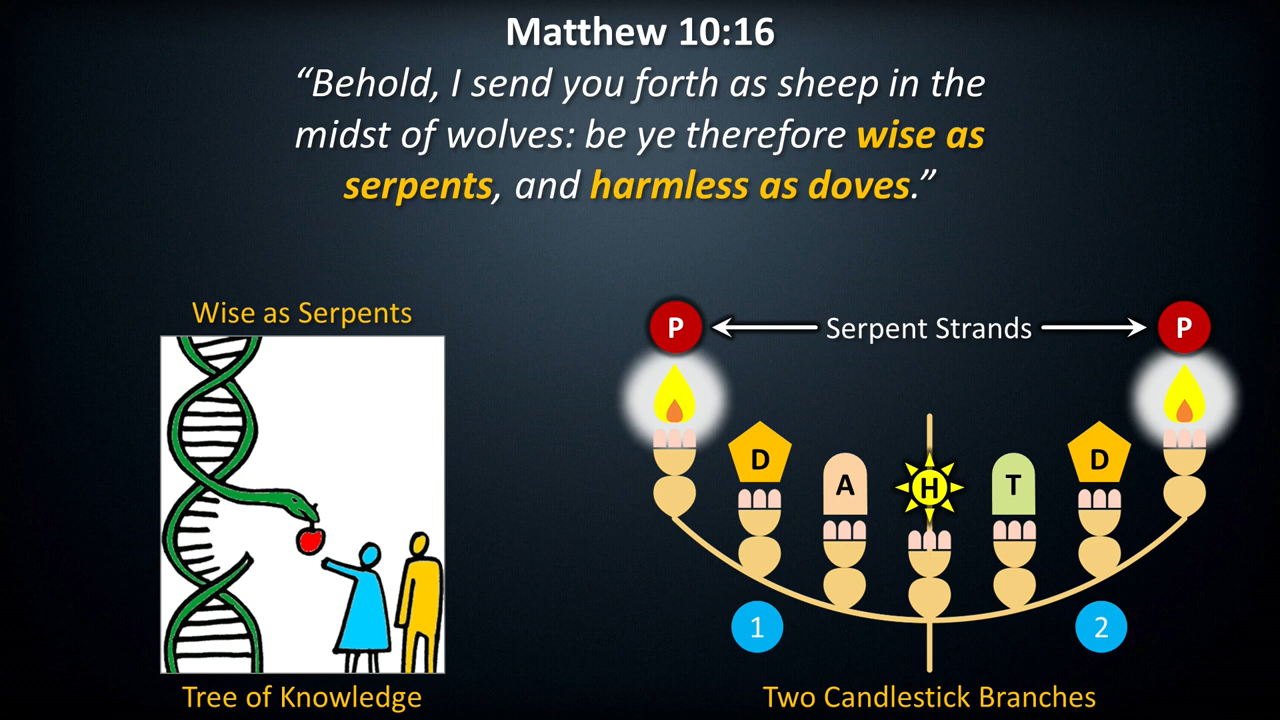 Matthew 10:16
“Behold, I send you forth as sheep in the
midst of wolves: be ye therefore wise as
serpents, and harmless as doves.”
Wise as Serpents
Tree of Knowledge
P Serpent Strands P
D A H T D
1 2
Two Candlestick Branches